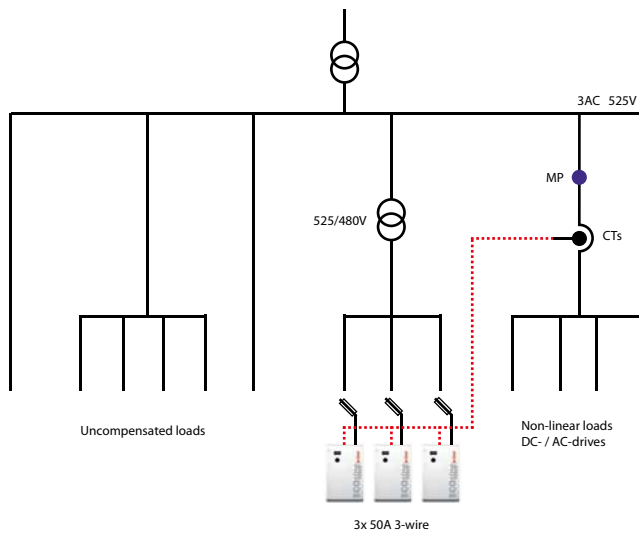 3AC 525V
MP
525/480V
CTs
Uncompensated loads
Non-linear loads
DC- / AC-drives
3x 50A 3-wire